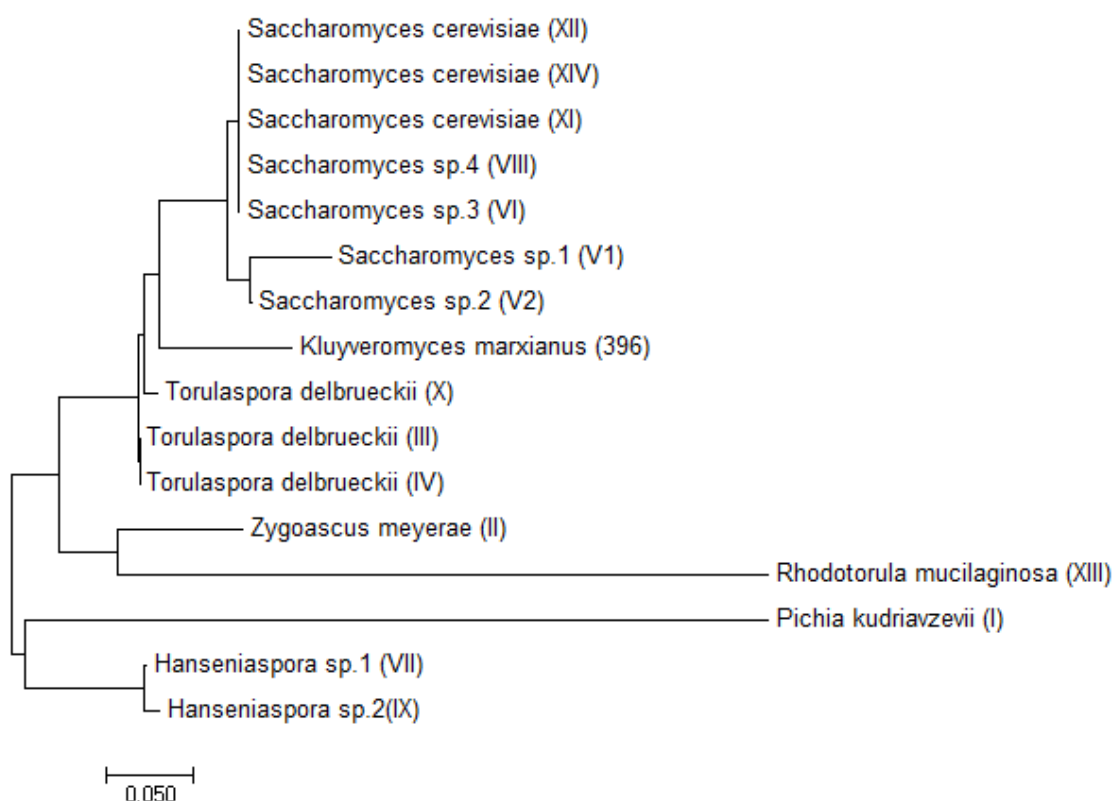 Saccharomyces cerevisiae (XII)
Saccharomyces cerevisiae (XIV)
Saccharomyces cerevisiae (XI)
Saccharomyces sp.4 (VIII)
Saccharomyces sp.3 (VI)
Saccharomyces sp.1 (V1)
Saccharomyces sp.2 (V2)
Kluyveromyces marxianus (396)
Torulaspora delbrueckii (X)
Torulaspora delbrueckii (III)
Torulaspora delbrueckii (IV)
Zygoascus meyerae (II)
Rhodotorula mucilaginosa (XIII)
Pichia kudriavzevii (I)
Hanseniaspora sp.1 (VII)
Hanseniaspora sp.2(IX)
0.050